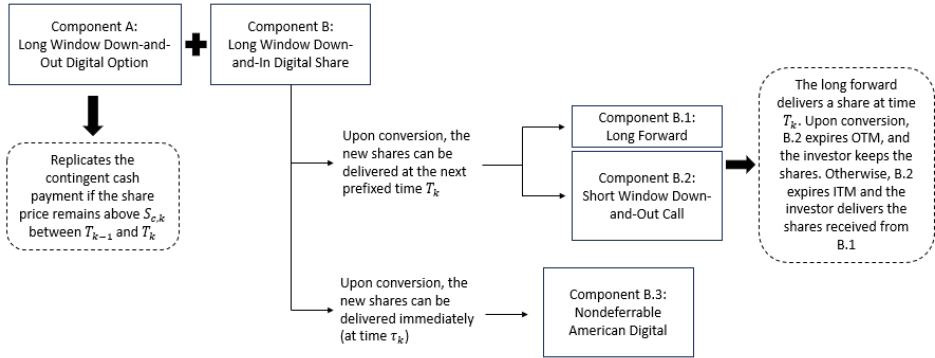 Component A:
Long Window Down-and-
Out Digital Option
Component B:
Long Window Down-
and-In Digital Share
Replicates the
contingent cash
payment if the share
price remains above S_{c,k}
between T_{k−1} and T_k
Upon conversion, the
new shares can be
delivered at the next
prefixed time T_k
Component B.1:
Long Forward
Component B.2:
Short Window Down-
and-Out Call
The long forward
delivers a share at time
T_k. Upon conversion,
B.2 expires OTM, and
the investor keeps the
shares. Otherwise, B.2
expires ITM and the
investor delivers the
shares received from
B.1
Upon conversion, the
new shares can be
delivered immediately
(at time τ_k)
Component B.3:
Nondeferrable
American Digital